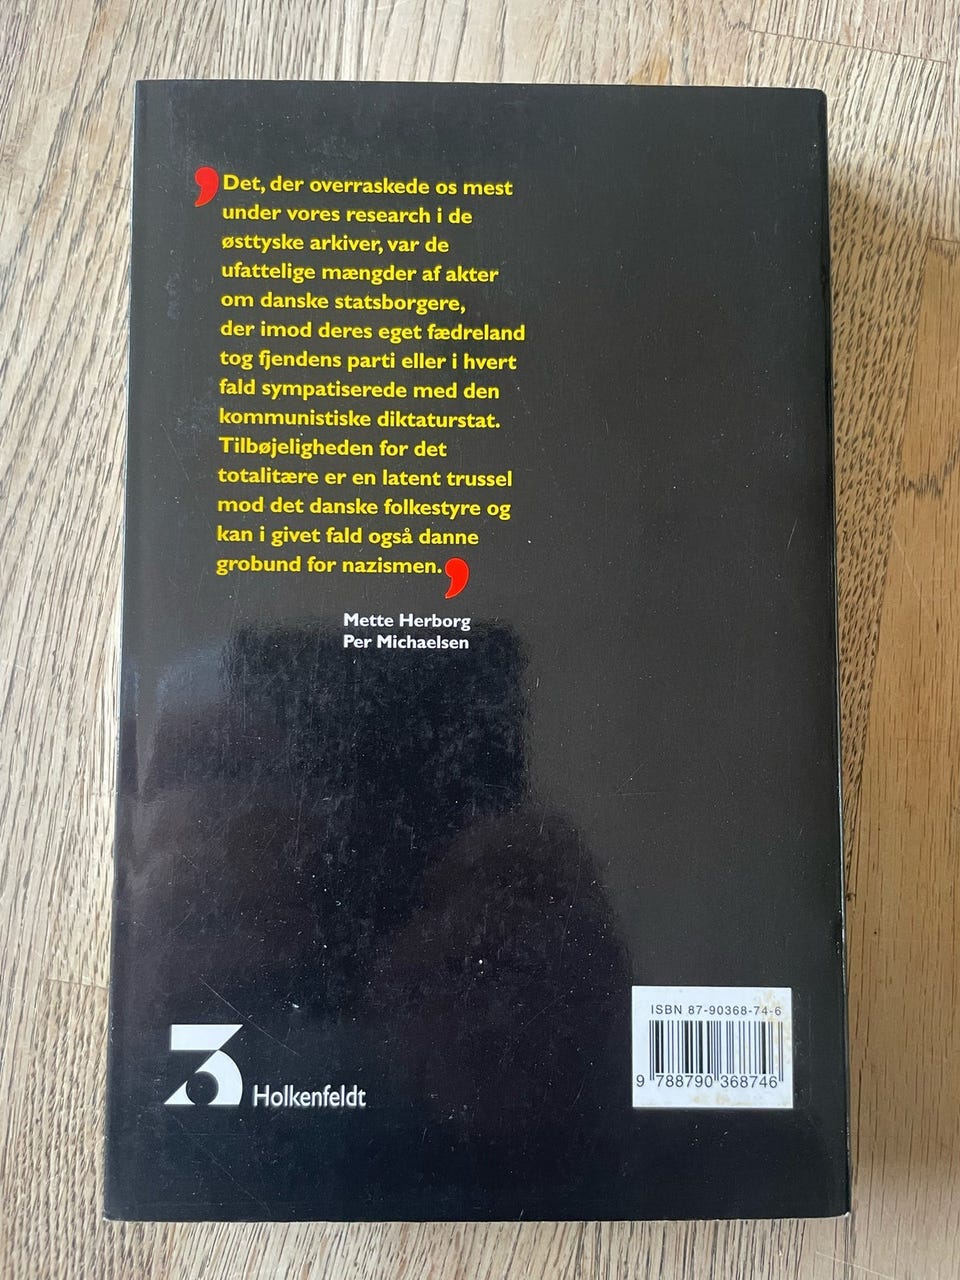 ❜Det, der overraskede os mest
under vores research i de
østtyske arkiver, var de
ufattelige mængder af akter
om danske statsborgere,
der imod deres eget fædreland
tog fjendens parti eller i hvert
fald sympatiserede med den
kommunistiske diktaturstat.
Tilbøjeligheden for det
totalitære er en latent trussel
mod det danske folkestyre og
kan i givet fald også danne
grobund for nazismen.❜
Mette Herborg
Per Michaelsen
3 Holkenfeldt
ISBN 87-90368-74-6
9 788790 368746